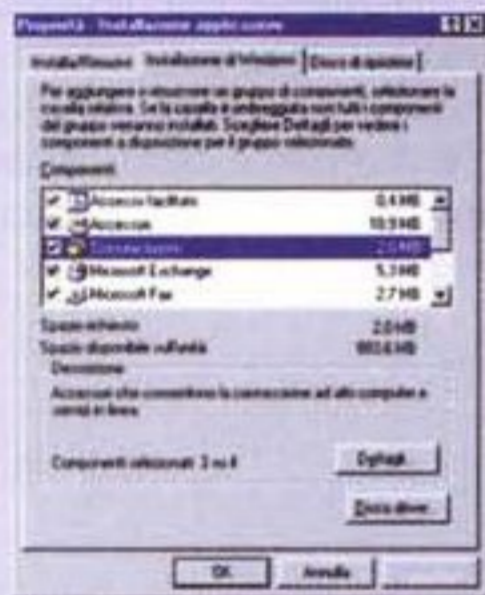 Proprietà - Installazione applicazioni
Installa/Rimuovi Installazione di Windows Disco di ripristino
Per aggiungere o rimuovere un gruppo di componenti, selezionare la
casella relativa. Se la casella è ombreggiata non tutti i componenti
del gruppo verranno installati. Scegliere Dettagli per vedere i
componenti a disposizione per il gruppo selezionato.
Componenti:
Accesso facilitato 0,4 MB
Accessori 10,9 MB
Comunicazioni 2,0 MB
Microsoft Exchange 5,3 MB
Microsoft Fax 2,7 MB
Spazio richiesto: 2,0 MB
Spazio disponibile sull'unità: MB
Descrizione
Accessori che consentono la connessione ad altri computer e
servizi in linea.
Componenti selezionati: 3 su 4
Dettagli...
Disco driver...
OK Annulla